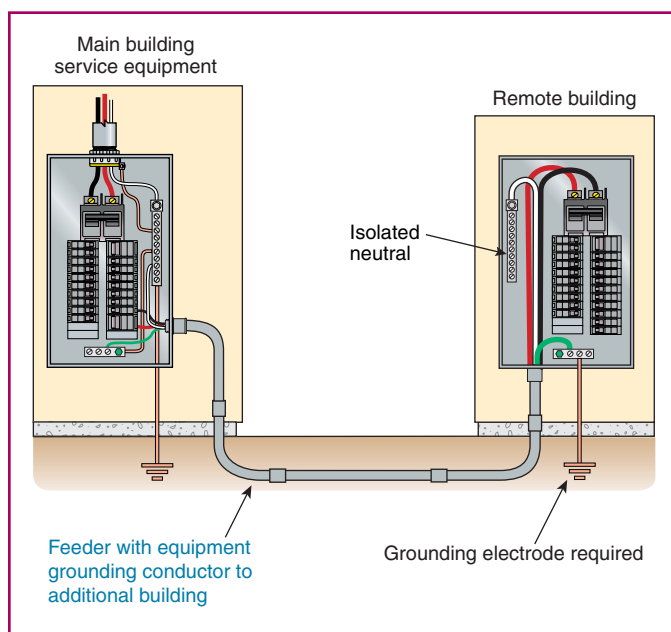 Main building
service equipment
Remote building
Isolated
neutral
Feeder with equipment
grounding conductor to
additional building
Grounding electrode required